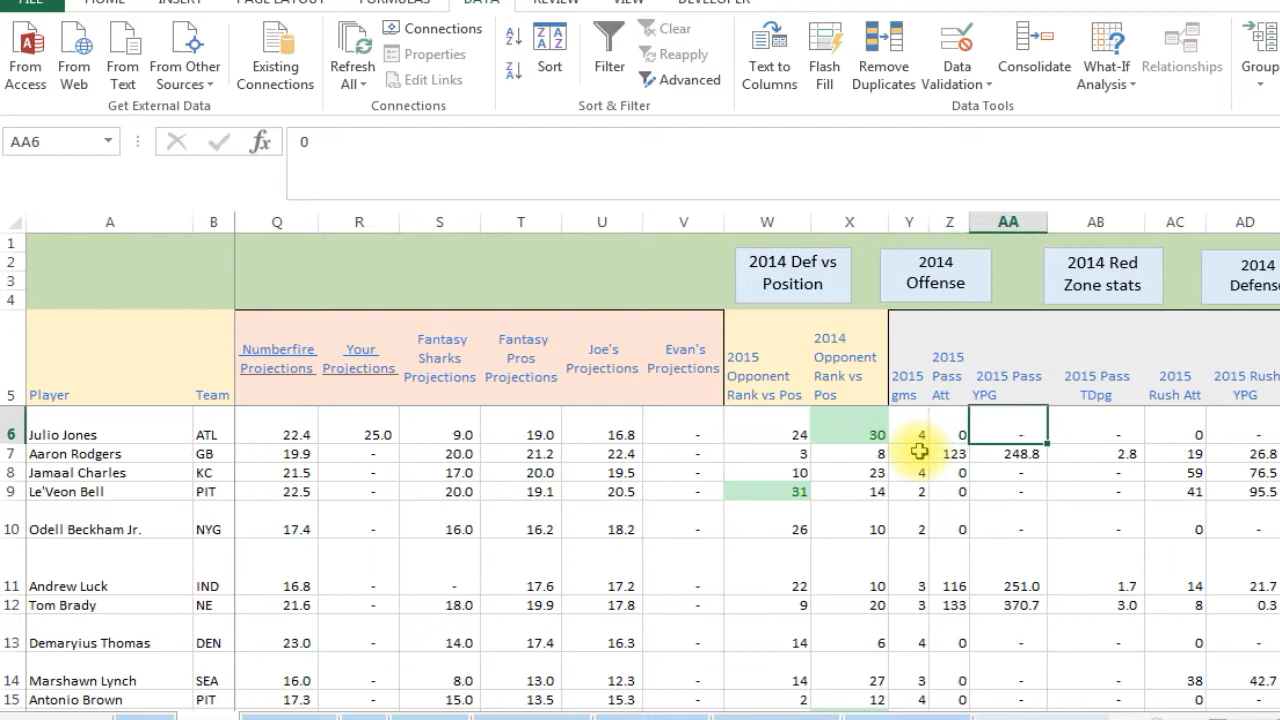 FILE HOME INSERT PAGE LAYOUT FORMULAS DATA REVIEW VIEW DEVELOPER
From Access
From Web
From Text
From Other Sources
Existing Connections
Get External Data
Refresh All
Connections
Properties
Edit Links
Connections
Sort
Filter
Clear
Reapply
Advanced
Sort & Filter
Text to Columns
Flash Fill
Remove Duplicates
Data Validation
Consolidate
What-If Analysis
Relationships
Data Tools
Group
AA6 fx 0
A B Q R S T U V W X Y Z AA AB AC AD
1
2
3
4
2014 Def vs Position
2014 Offense
2014 Red Zone stats
2014 Defens
5 Player Team Numberfire Projections Your Projections Fantasy Sharks Projections Fantasy Pros Projections Joe's Projections Evan's Projections 2015 Opponent Rank vs Pos 2014 Opponent Rank vs Pos 2015 gms 2015 Pass Att 2015 Pass YPG 2015 Pass TDpg 2015 Rush Att 2015 Rush YPG
6 Julio Jones ATL 22.4 25.0 9.0 19.0 16.8 - 24 30 4 0 - - 0 -
7 Aaron Rodgers GB 19.9 - 20.0 21.2 22.4 - 3 8 123 248.8 2.8 19 26.8
8 Jamaal Charles KC 21.5 - 17.0 20.0 19.5 - 10 23 4 0 - - 59 76.5
9 Le'Veon Bell PIT 22.5 - 20.0 19.1 20.5 - 31 14 2 0 - - 41 95.5
10 Odell Beckham Jr. NYG 17.4 - 16.0 16.2 18.2 - 26 10 2 0 - - 0 -
11 Andrew Luck IND 16.8 - - 17.6 17.2 - 22 10 3 116 251.0 1.7 14 21.7
12 Tom Brady NE 21.6 - 18.0 19.9 17.8 - 9 20 3 133 370.7 3.0 8 0.3
13 Demaryius Thomas DEN 23.0 - 14.0 17.4 16.3 - 14 6 4 0 - - 0 -
14 Marshawn Lynch SEA 16.0 - 8.0 13.0 12.3 - 14 27 3 0 - - 38 42.7
15 Antonio Brown PIT 17.3 - 15.0 13.5 15.3 - 2 12 4 0 - - 0 -